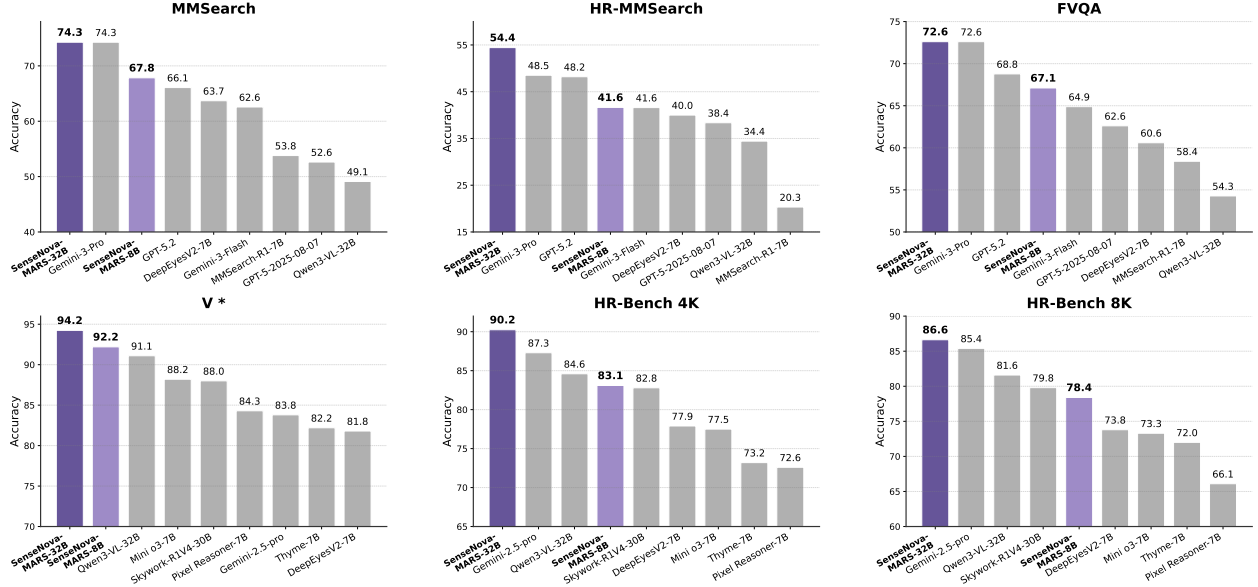 MMSearch
Accuracy
70
60
50
40
74.3
74.3
67.8
66.1
63.7
62.6
53.8
52.6
49.1
SenseNova-
MARS-32B
Gemini-3-Pro
SenseNova-
MARS-8B
GPT-5.2
DeepEyesV2-7B
Gemini-3-Flash
MMSearch-R1-7B
GPT-5-2025-08-07
Qwen3-VL-32B
HR-MMSearch
Accuracy
55
45
35
25
15
54.4
48.5
48.2
41.6
41.6
40.0
38.4
34.4
20.3
SenseNova-
MARS-32B
Gemini-3-Pro
GPT-5.2
SenseNova-
MARS-8B
Gemini-3-Flash
DeepEyesV2-7B
GPT-5-2025-08-07
Qwen3-VL-32B
MMSearch-R1-7B
FVQA
Accuracy
75
70
65
60
55
50
72.6
72.6
68.8
67.1
64.9
62.6
60.6
58.4
54.3
SenseNova-
MARS-32B
Gemini-3-Pro
GPT-5.2
SenseNova-
MARS-8B
Gemini-3-Flash
GPT-5-2025-08-07
DeepEyesV2-7B
MMSearch-R1-7B
Qwen3-VL-32B
V *
Accuracy
95
90
85
80
75
70
94.2
92.2
91.1
88.2
88.0
84.3
83.8
82.2
81.8
SenseNova-
MARS-32B
SenseNova-
MARS-8B
Qwen3-VL-32B
Mini o3-7B
Skywork-R1V4-30B
Pixel Reasoner-7B
Gemini-2.5-pro
Thyme-7B
DeepEyesV2-7B
HR-Bench 4K
Accuracy
90
85
80
75
70
65
90.2
87.3
84.6
83.1
82.8
77.9
77.5
73.2
72.6
SenseNova-
MARS-32B
Gemini-2.5-pro
Qwen3-VL-32B
SenseNova-
MARS-8B
Skywork-R1V4-30B
DeepEyesV2-7B
Mini o3-7B
Thyme-7B
Pixel Reasoner-7B
HR-Bench 8K
Accuracy
90
85
80
75
70
65
60
86.6
85.4
81.6
79.8
78.4
73.8
73.3
72.0
66.1
SenseNova-
MARS-32B
Gemini-2.5-pro
Qwen3-VL-32B
Skywork-R1V4-30B
SenseNova-
MARS-8B
DeepEyesV2-7B
Mini o3-7B
Thyme-7B
Pixel Reasoner-7B